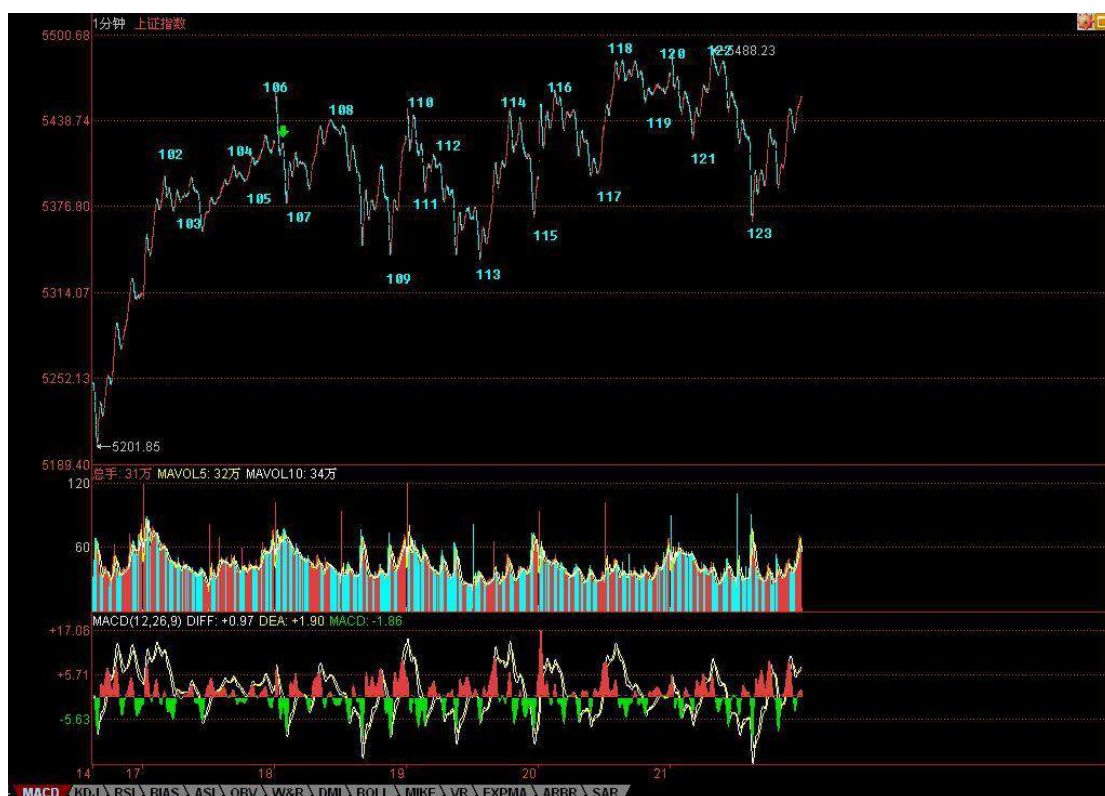 1分钟 上证指数
5500.68
118 120 122 5488.23
106
5438.74
108 110 114 116
119
102 104 112 121
5376.80
103 105 107 111 117
115 123
109 113
5314.07
5252.13
5201.85
5189.40
总手: 31万 MAVOL5: 32万 MAVOL10: 34万
120
60
MACD(12,26,9) DIFF: +0.97 DEA: +1.90 MACD: -1.86
+17.06
+5.71
-5.63
14 17 18 19 20 21
MACD KDJ RSI BIAS ASI OBV W&R DMI BOLL MIKE VR EXPMA ARBR SAR